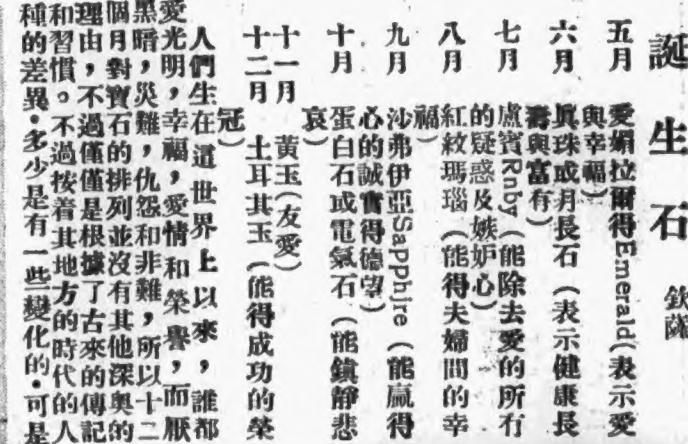 誕生石
欽薩
五月　愛媚拉爾得Emerald(表示愛
與幸福)
六月　眞珠或月長石(表示健康長
壽與富有)
七月　盧賓Rnby(能除去愛的所有
的疑惑及嫉妒心)
八月　紅紋瑪瑙(能得夫婦間的幸
福)
九月　沙弗伊亞SaPPhjre(能贏得
心的誠實得德望)
十月　蛋白石或電氣石(能鎮靜悲
哀)
十一月　黃玉(友愛)
十二月　土耳其玉(能得成功的榮
冠)
人們生在這世界上以來，誰都
愛光明，幸福，愛情和榮譽，而厭
黑暗，災難，仇怨和非難，所以十二
個月對寶石的排列並沒有其他深奧的
理由，不過僅僅是根據了古來的傳記
和習慣。不過按着其地方的時代的人
種的差異．多少是有一些變化的．可是